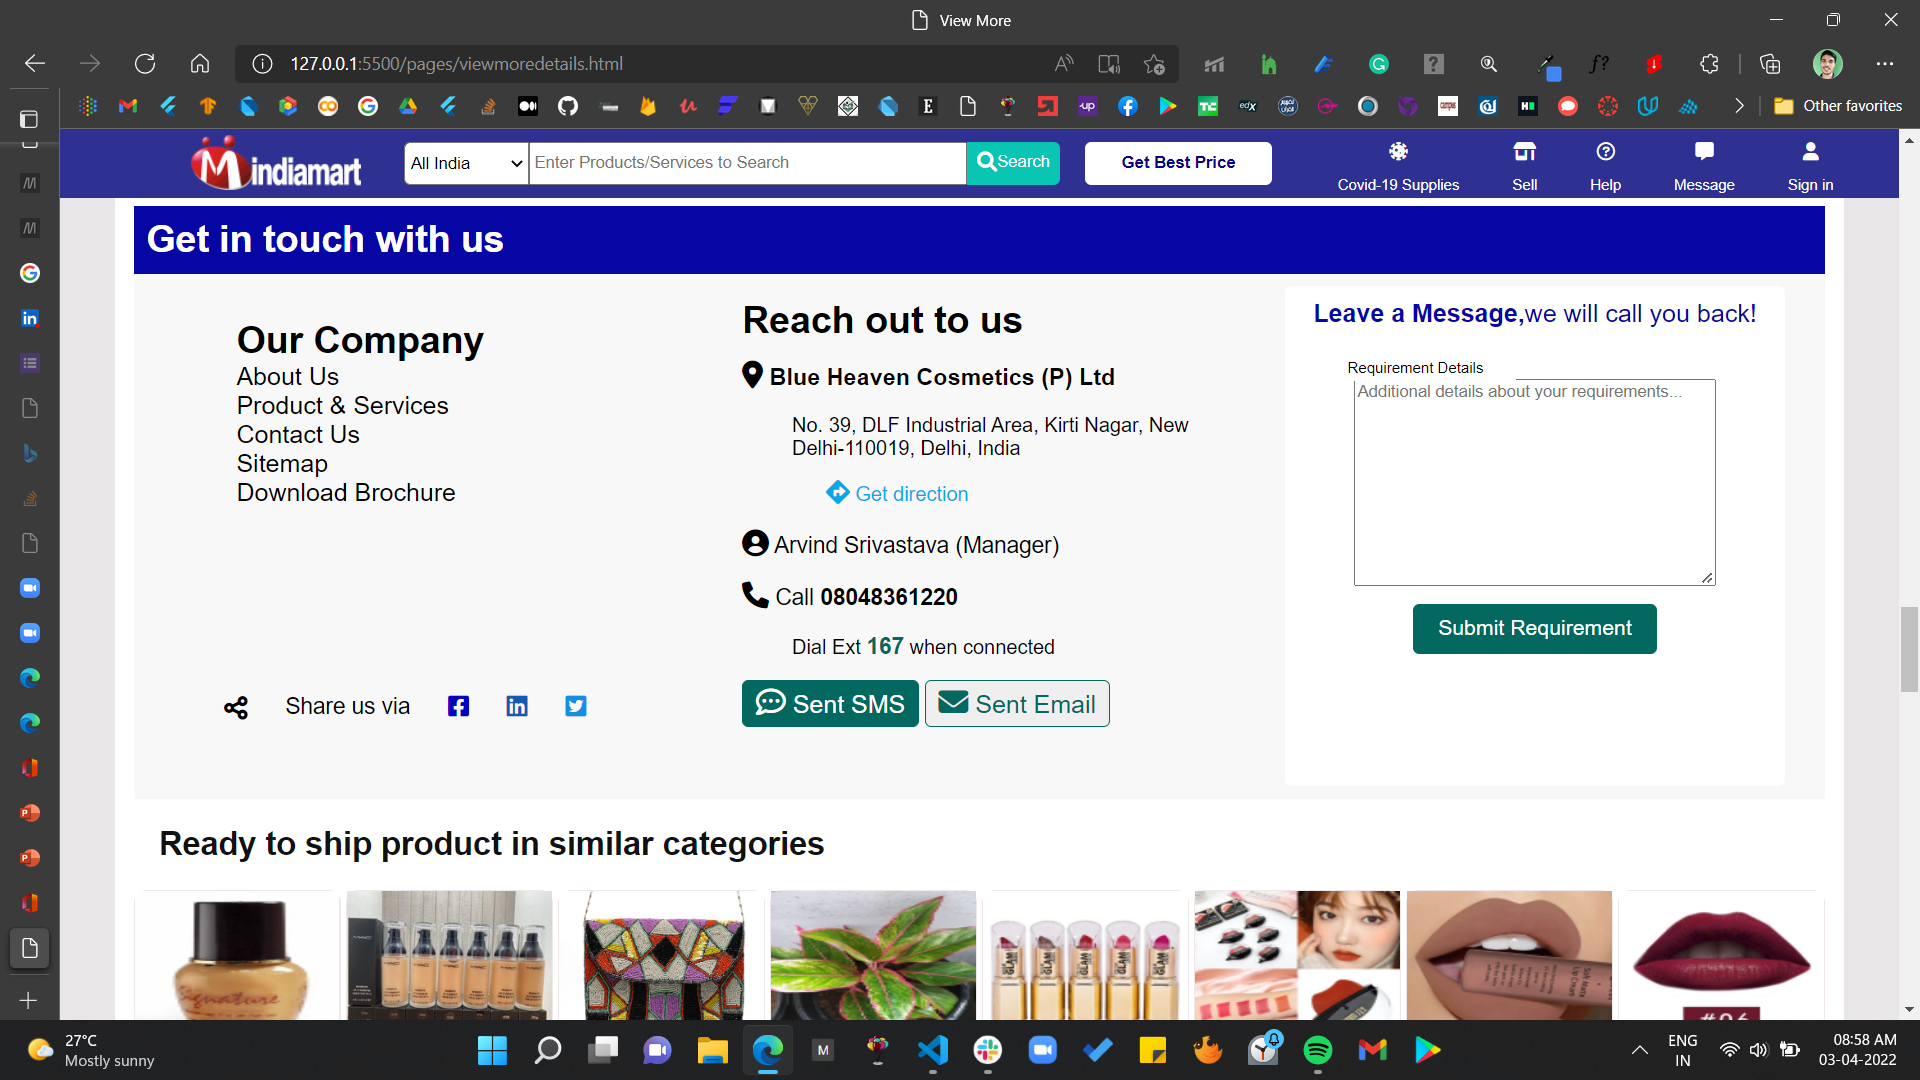 View More
127.0.0.1:5500/pages/viewmoredetails.html
Other favorites
indiamart
All India
Enter Products/Services to Search
Search
Get Best Price
Covid-19 Supplies
Sell
Help
Message
Sign in
Get in touch with us
Our Company
About Us
Product & Services
Contact Us
Sitemap
Download Brochure
Share us via
Reach out to us
Blue Heaven Cosmetics (P) Ltd
No. 39, DLF Industrial Area, Kirti Nagar, New
Delhi-110019, Delhi, India
Get direction
Arvind Srivastava (Manager)
Call 08048361220
Dial Ext 167 when connected
Sent SMS
Sent Email
Leave a Message,we will call you back!
Requirement Details
Additional details about your requirements...
Submit Requirement
Ready to ship product in similar categories
Signature
27°C
Mostly sunny
ENG
IN
08:58 AM
03-04-2022